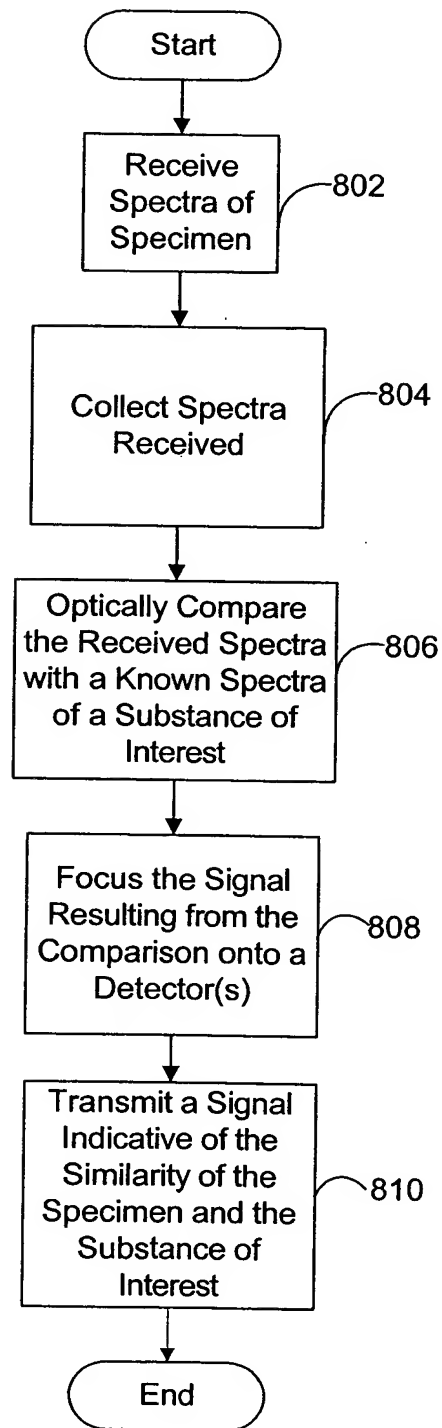 Start
Receive
Spectra of
Specimen
802
Collect Spectra
Received
804
Optically Compare
the Received Spectra
with a Known Spectra
of a Substance of
Interest
806
Focus the Signal
Resulting from the
Comparison onto a
Detector(s)
808
Transmit a Signal
Indicative of the
Similarity of the
Specimen and the
Substance of
Interest
810
End